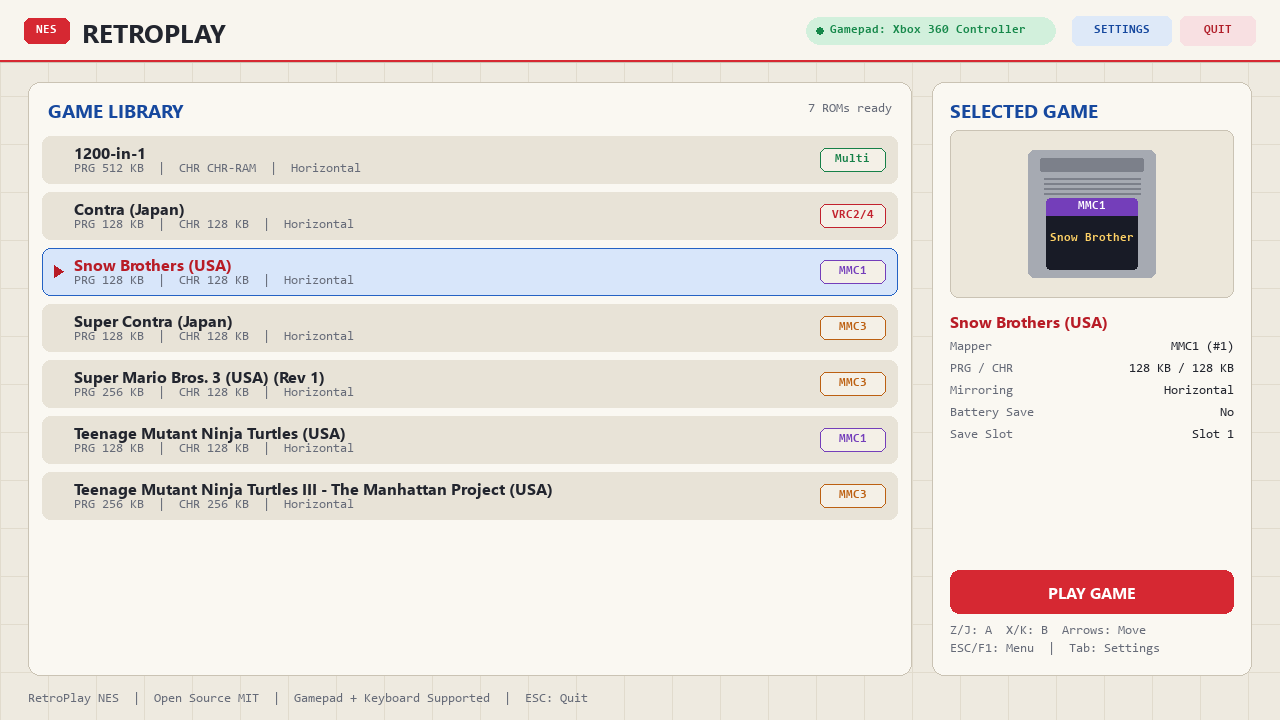 NES RETROPLAY
Gamepad: Xbox 360 Controller
SETTINGS
QUIT
GAME LIBRARY
7 ROMs ready
1200-in-1
PRG 512 KB | CHR CHR-RAM | Horizontal
Multi
Contra (Japan)
PRG 128 KB | CHR 128 KB | Horizontal
VRC2/4
Snow Brothers (USA)
PRG 128 KB | CHR 128 KB | Horizontal
MMC1
Super Contra (Japan)
PRG 128 KB | CHR 128 KB | Horizontal
MMC3
Super Mario Bros. 3 (USA) (Rev 1)
PRG 256 KB | CHR 128 KB | Horizontal
MMC3
Teenage Mutant Ninja Turtles (USA)
PRG 128 KB | CHR 128 KB | Horizontal
MMC1
Teenage Mutant Ninja Turtles III - The Manhattan Project (USA)
PRG 256 KB | CHR 256 KB | Horizontal
MMC3
SELECTED GAME
MMC1
Snow Brother
Snow Brothers (USA)
Mapper MMC1 (#1)
PRG / CHR 128 KB / 128 KB
Mirroring Horizontal
Battery Save No
Save Slot Slot 1
PLAY GAME
Z/J: A X/K: B Arrows: Move
ESC/F1: Menu | Tab: Settings
RetroPlay NES | Open Source MIT | Gamepad + Keyboard Supported | ESC: Quit